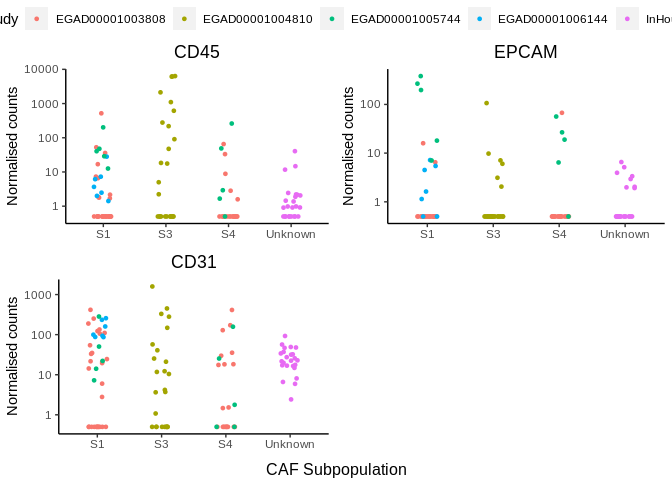 udy EGAD00001003808 EGAD00001004810 EGAD00001005744 EGAD00001006144 InHo
CD45
Normalised counts
10000
1000
100
10
1
S1 S3 S4 Unknown
EPCAM
Normalised counts
100
10
1
S1 S3 S4 Unknown
CD31
Normalised counts
1000
100
10
1
S1 S3 S4 Unknown
CAF Subpopulation